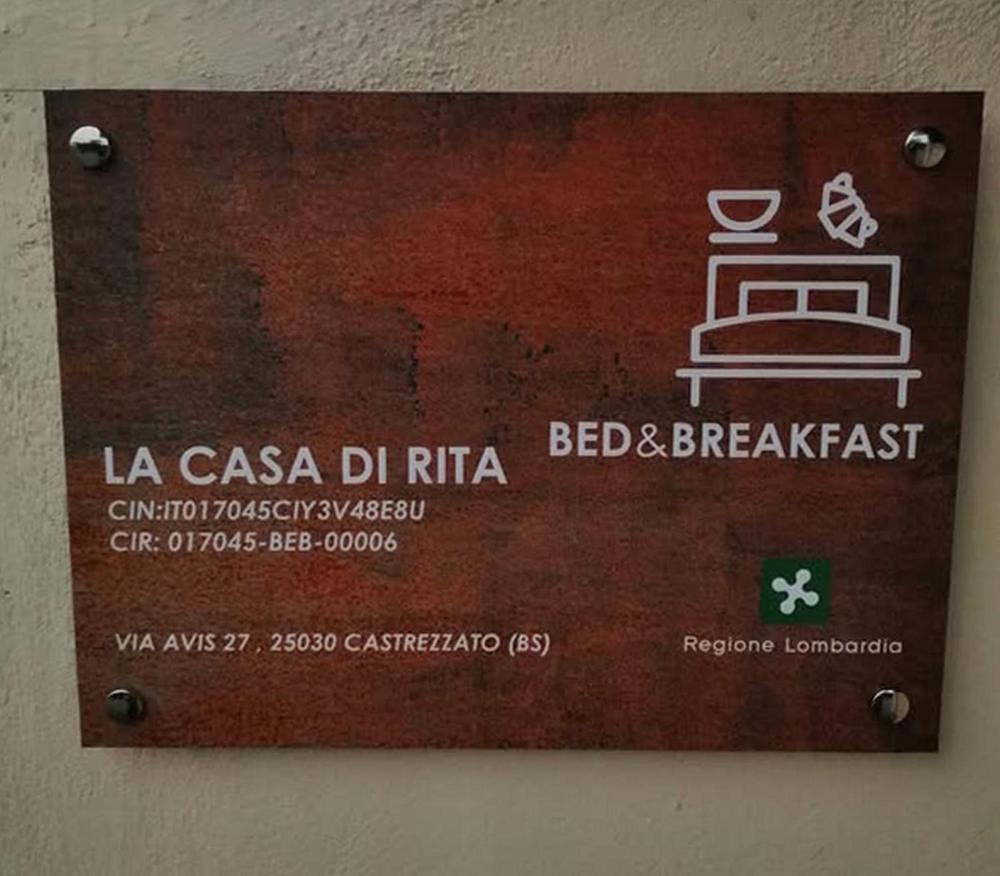 BED&BREAKFAST
LA CASA DI RITA
CIN:IT017045CIY3V48E8U
CIR: 017045-BEB-00006
VIA AVIS 27 , 25030 CASTREZZATO (BS)
Regione Lombardia